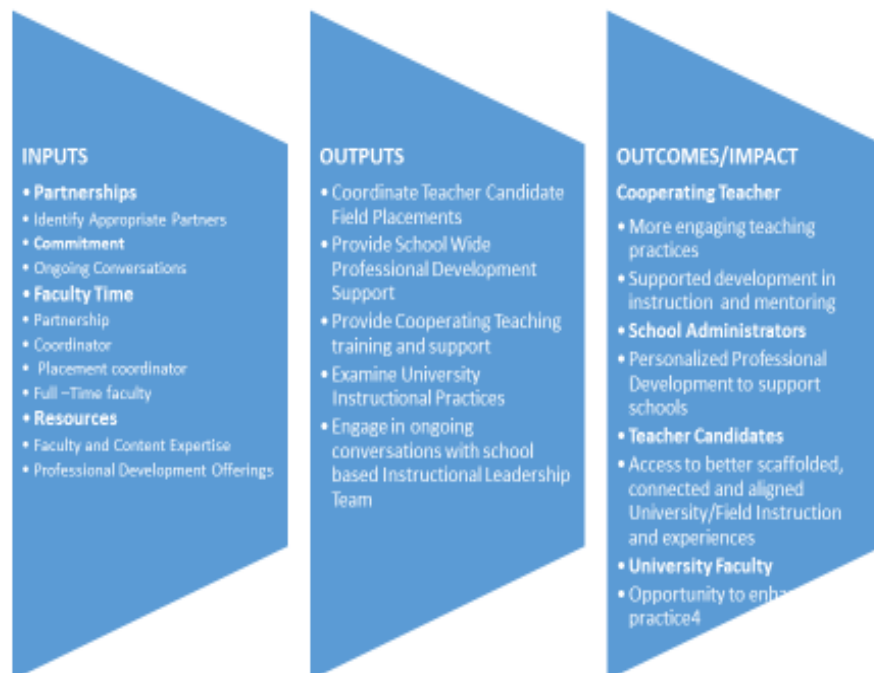 INPUTS
• Partnerships
• Identify Appropriate Partners
• Commitment
• Ongoing Conversations
• Faculty Time
• Partnership
• Coordinator
• Placement coordinator
• Full –Time faculty
• Resources
• Faculty and Content Expertise
• Professional Development Offerings
OUTPUTS
• Coordinate Teacher Candidate
Field Placements
• Provide School Wide
Professional Development
Support
• Provide Cooperating Teaching
training and support
• Examine University
Instructional Practices
• Engage in ongoing
conversations with school
based Instructional Leadership
Team
OUTCOMES/IMPACT
Cooperating Teacher
• More engaging teaching
practices
• Supported development in
instruction and mentoring
• School Administrators
• Personalized Professional
Development to support
schools
• Teacher Candidates
• Access to better scaffolded,
connected and aligned
University/Field Instruction
and experiences
• University Faculty
• Opportunity to
practice4